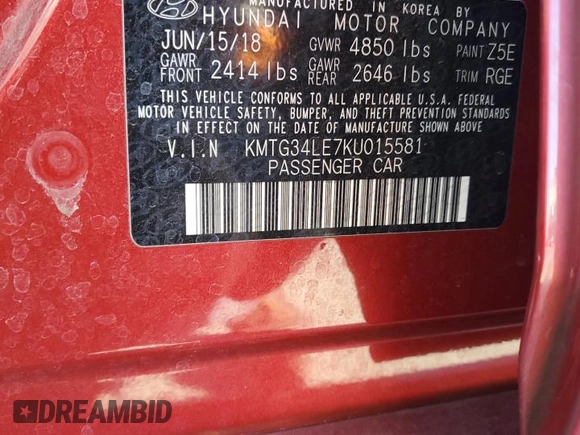 MANUFACTURED IN KOREA BY
HYUNDAI MOTOR COMPANY
JUN/15/18 GVWR 4850 lbs PAINT Z5E
GAWR FRONT 2414 lbs GAWR REAR 2646 lbs TRIM RGE
THIS VEHICLE CONFORMS TO ALL APPLICABLE U.S.A. FEDERAL
MOTOR VEHICLE SAFETY, BUMPER, AND THEFT PREVENTION STANDARDS
IN EFFECT ON THE DATE OF MANUFACTURE SHOWN ABOVE
V.I.N KMTG34LE7KU015581
PASSENGER CAR
DREAMBID